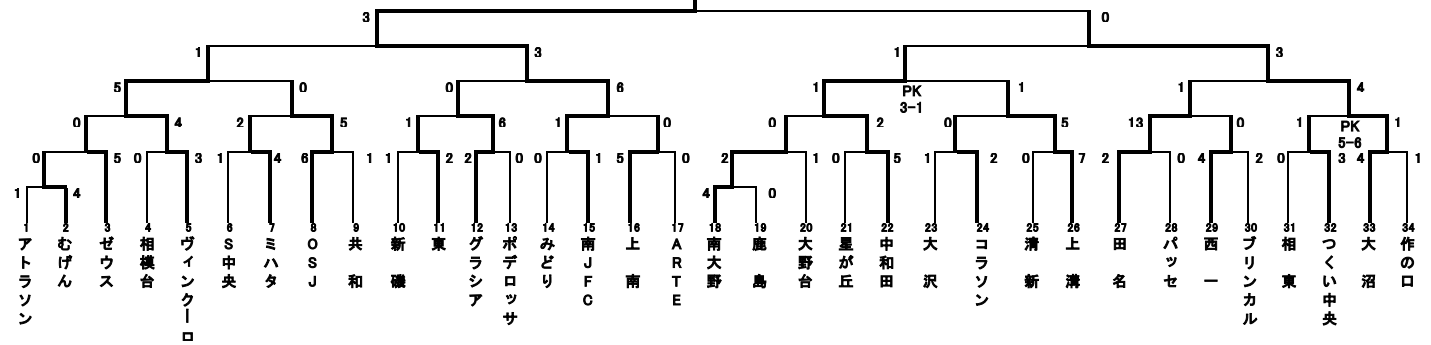 3 0
1 3 1 3
5 0 0 6 1 PK 1 1 4
3-1
0 4 2 5 1 6 1 0 0 2 0 5 13 0 1 PK 1
5-6
0 5 0 3 1 4 6 1 1 2 2 0 0 1 5 0 2 1 0 5 1 2 0 7 2 0 4 2 0 3 4 1
1 4 4 0
1 アトラソン
2 むげん
3 ゼウス
4 相模台
5 ヴィンクーロ
6 S中央
7 ミハタ
8 OSJ
9 共和
10 新磯
11 東
12 グラシア
13 ポデロッサ
14 みどり
15 南JFC
16 上南
17 ARTE
18 南大野
19 鹿島
20 大野台
21 星が丘
22 中和田
23 大沢
24 コラソン
25 清新
26 上溝
27 田名
28 パッセ
29 西一
30 ブリンカル
31 相東
32 つくい中央
33 大沼
34 作の口